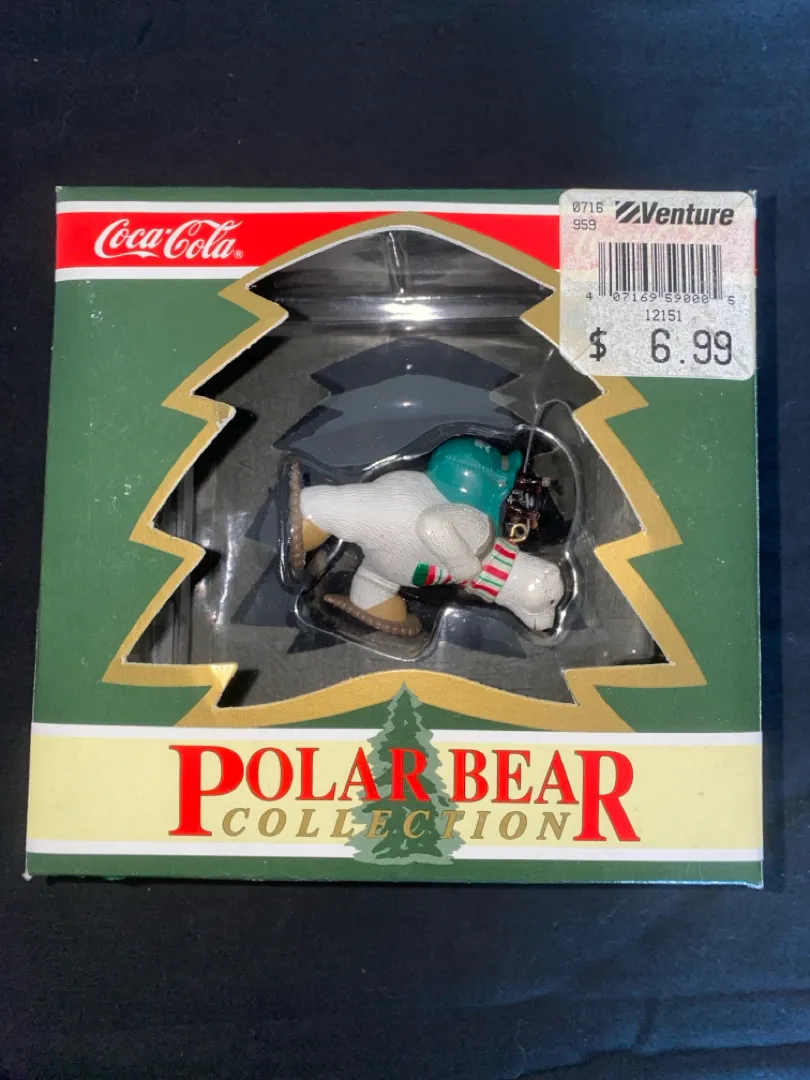 Coca-Cola®
0716 Venture
959
4 07169 59000 5
12151
$ 6.99
POLAR BEAR
COLLECTION